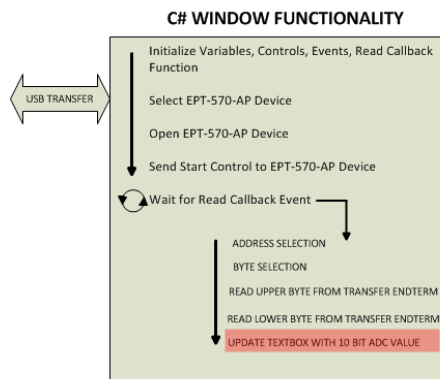 C# WINDOW FUNCTIONALITY
Initialize Variables, Controls, Events, Read Callback
Function
USB TRANSFER
Select EPT-570-AP Device
Open EPT-570-AP Device
Send Start Control to EPT-570-AP Device
Wait for Read Callback Event
ADDRESS SELECTION
BYTE SELECTION
READ UPPER BYTE FROM TRANSFER ENDTERM
READ LOWER BYTE FROM TRANSFER ENDTERM
UPDATE TEXTBOX WITH 10 BIT ADC VALUE